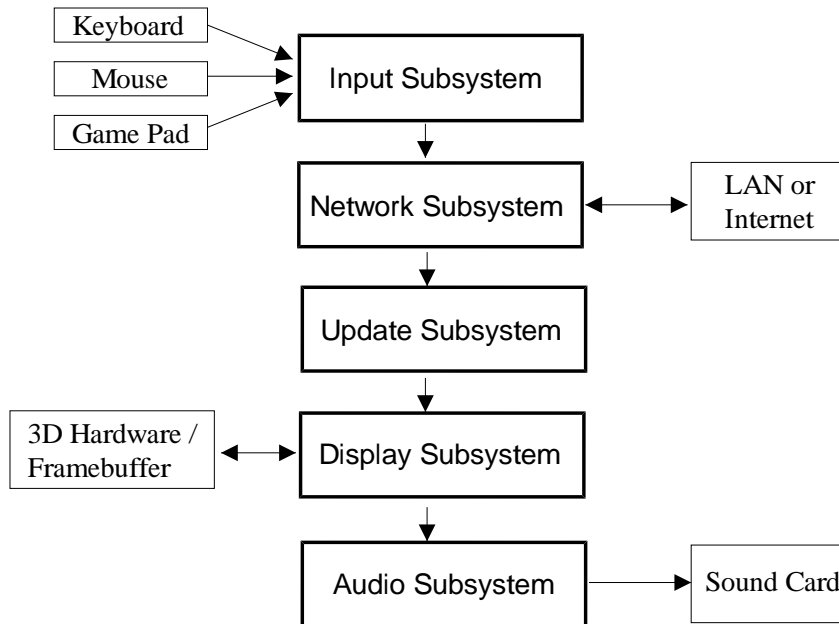 Keyboard
Mouse
Game Pad
Input Subsystem
Network Subsystem
LAN or
Internet
Update Subsystem
3D Hardware /
Framebuffer
Display Subsystem
Audio Subsystem
Sound Card